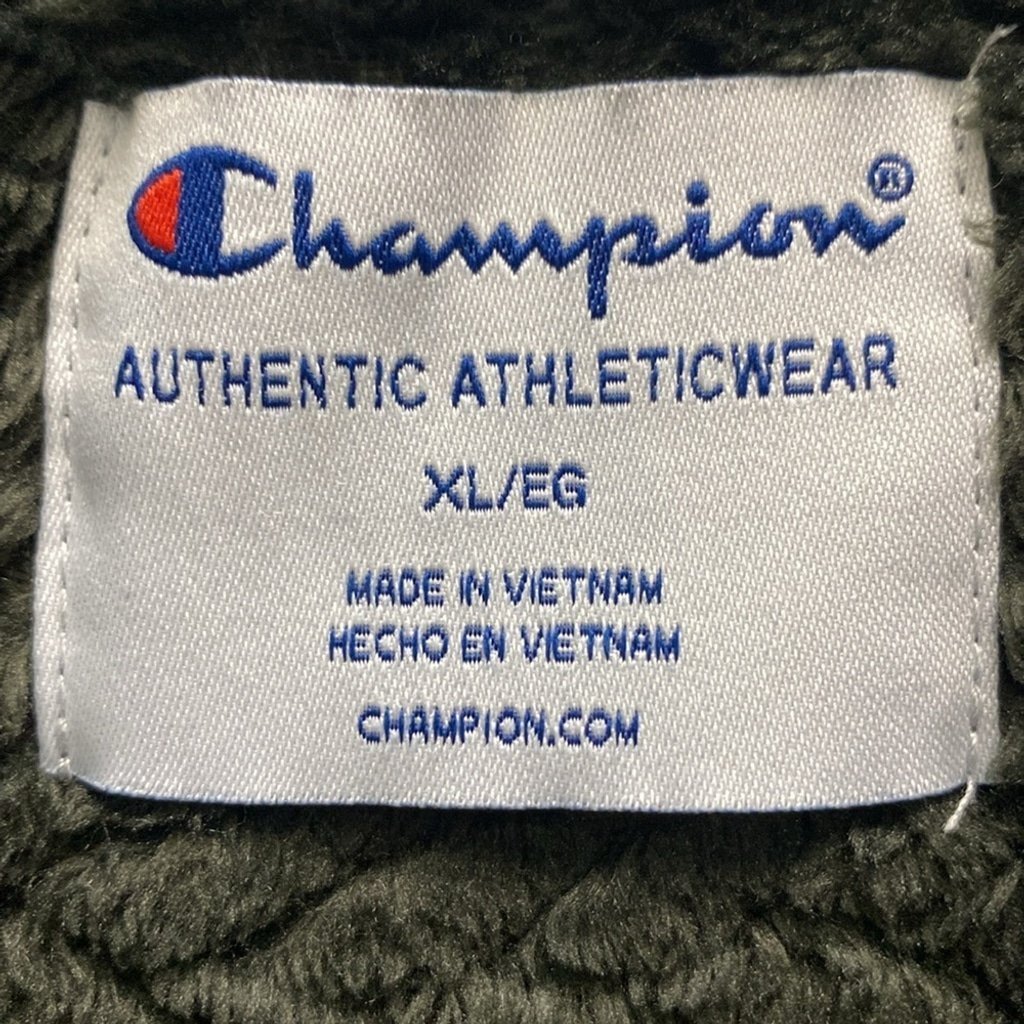 Champion®
AUTHENTIC ATHLETICWEAR
XL/EG
MADE IN VIETNAM
HECHO EN VIETNAM
CHAMPION.COM